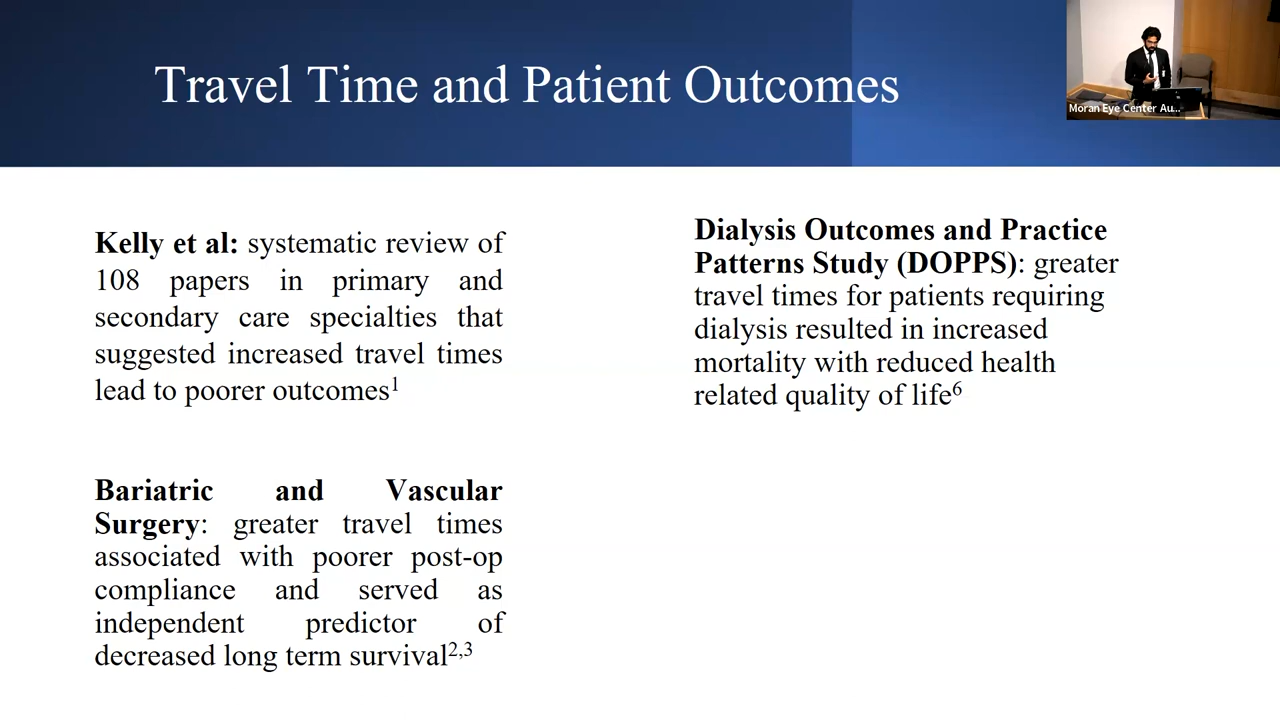 Travel Time and Patient Outcomes
Moran Eye Center Au...
Kelly et al: systematic review of
108 papers in primary and
secondary care specialties that
suggested increased travel times
lead to poorer outcomes1
Bariatric and Vascular
Surgery: greater travel times
associated with poorer post-op
compliance and served as
independent predictor of
decreased long term survival2,3
Dialysis Outcomes and Practice
Patterns Study (DOPPS): greater
travel times for patients requiring
dialysis resulted in increased
mortality with reduced health
related quality of life6